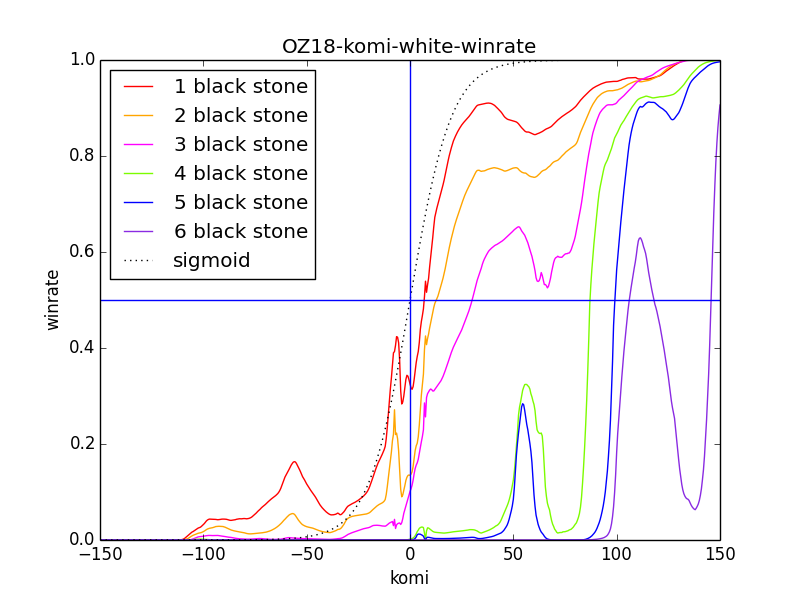 OZ18-komi-white-winrate
1.0
0.8
0.6
0.4
0.2
0.0
winrate
1 black stone
2 black stone
3 black stone
4 black stone
5 black stone
6 black stone
sigmoid
−150 −100 −50 0 50 100 150
komi